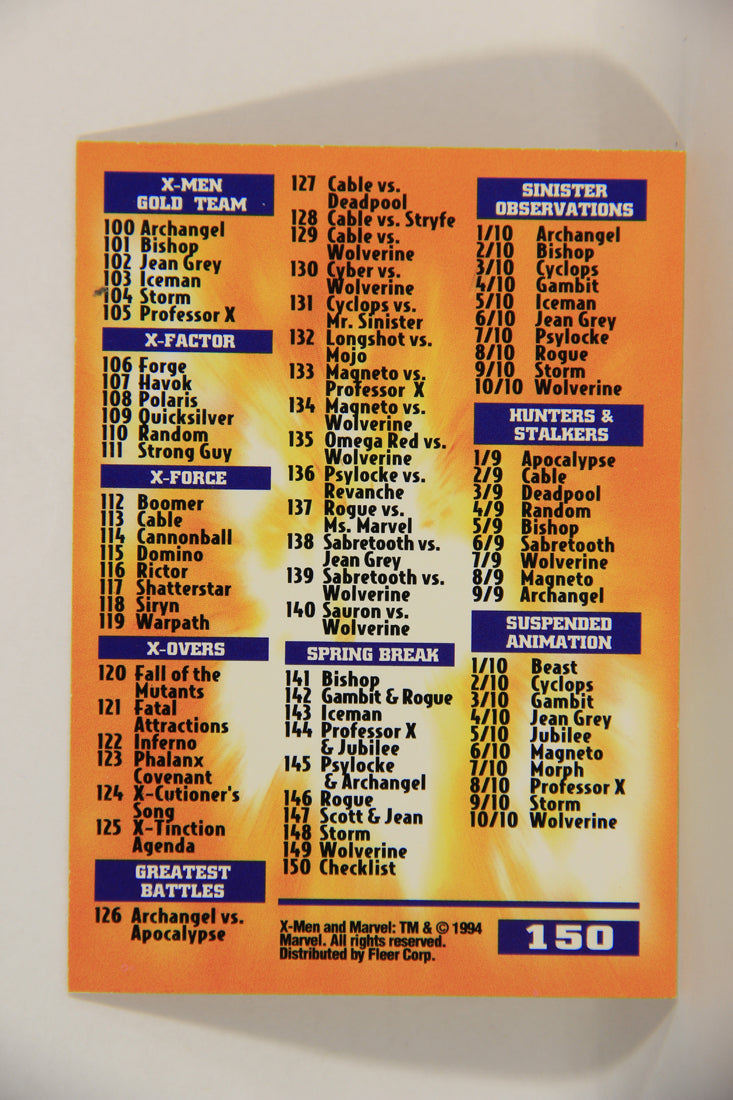 X-MEN
GOLD TEAM
100 Archangel
101 Bishop
102 Jean Grey
103 Iceman
104 Storm
105 Professor X
X-FACTOR
106 Forge
107 Havok
108 Polaris
109 Quicksilver
110 Random
111 Strong Guy
X-FORCE
112 Boomer
113 Cable
114 Cannonball
115 Domino
116 Rictor
117 Shatterstar
118 Siryn
119 Warpath
X-OVERS
120 Fall of the
Mutants
121 Fatal
Attractions
122 Inferno
123 Phalanx
Covenant
124 X-Cutioner's
Song
125 X-Tinction
Agenda
GREATEST
BATTLES
126 Archangel vs.
Apocalypse
127 Cable vs.
Deadpool
128 Cable vs. Stryfe
129 Cable vs.
Wolverine
130 Cyber vs.
Wolverine
131 Cyclops vs.
Mr. Sinister
132 Longshot vs.
Mojo
133 Magneto vs.
Professor X
134 Magneto vs.
Wolverine
135 Omega Red vs.
Wolverine
136 Psylocke vs.
Revanche
137 Rogue vs.
Ms. Marvel
138 Sabretooth vs.
Jean Grey
139 Sabretooth vs.
Wolverine
140 Sauron vs.
Wolverine
SPRING BREAK
141 Bishop
142 Gambit & Rogue
143 Iceman
144 Professor X
& Jubilee
145 Psylocke
& Archangel
146 Rogue
147 Scott & Jean
148 Storm
149 Wolverine
150 Checklist
SINISTER
OBSERVATIONS
1/10 Archangel
2/10 Bishop
3/10 Cyclops
4/10 Gambit
5/10 Iceman
6/10 Jean Grey
7/10 Psylocke
8/10 Rogue
9/10 Storm
10/10 Wolverine
HUNTERS &
STALKERS
1/9 Apocalypse
2/9 Cable
3/9 Deadpool
4/9 Random
5/9 Bishop
6/9 Sabretooth
7/9 Wolverine
8/9 Magneto
9/9 Archangel
SUSPENDED
ANIMATION
1/10 Beast
2/10 Cyclops
3/10 Gambit
4/10 Jean Grey
5/10 Jubilee
6/10 Magneto
7/10 Morph
8/10 Professor X
9/10 Storm
10/10 Wolverine
X-Men and Marvel: TM & © 1994
Marvel. All rights reserved.
Distributed by Fleer Corp.
150